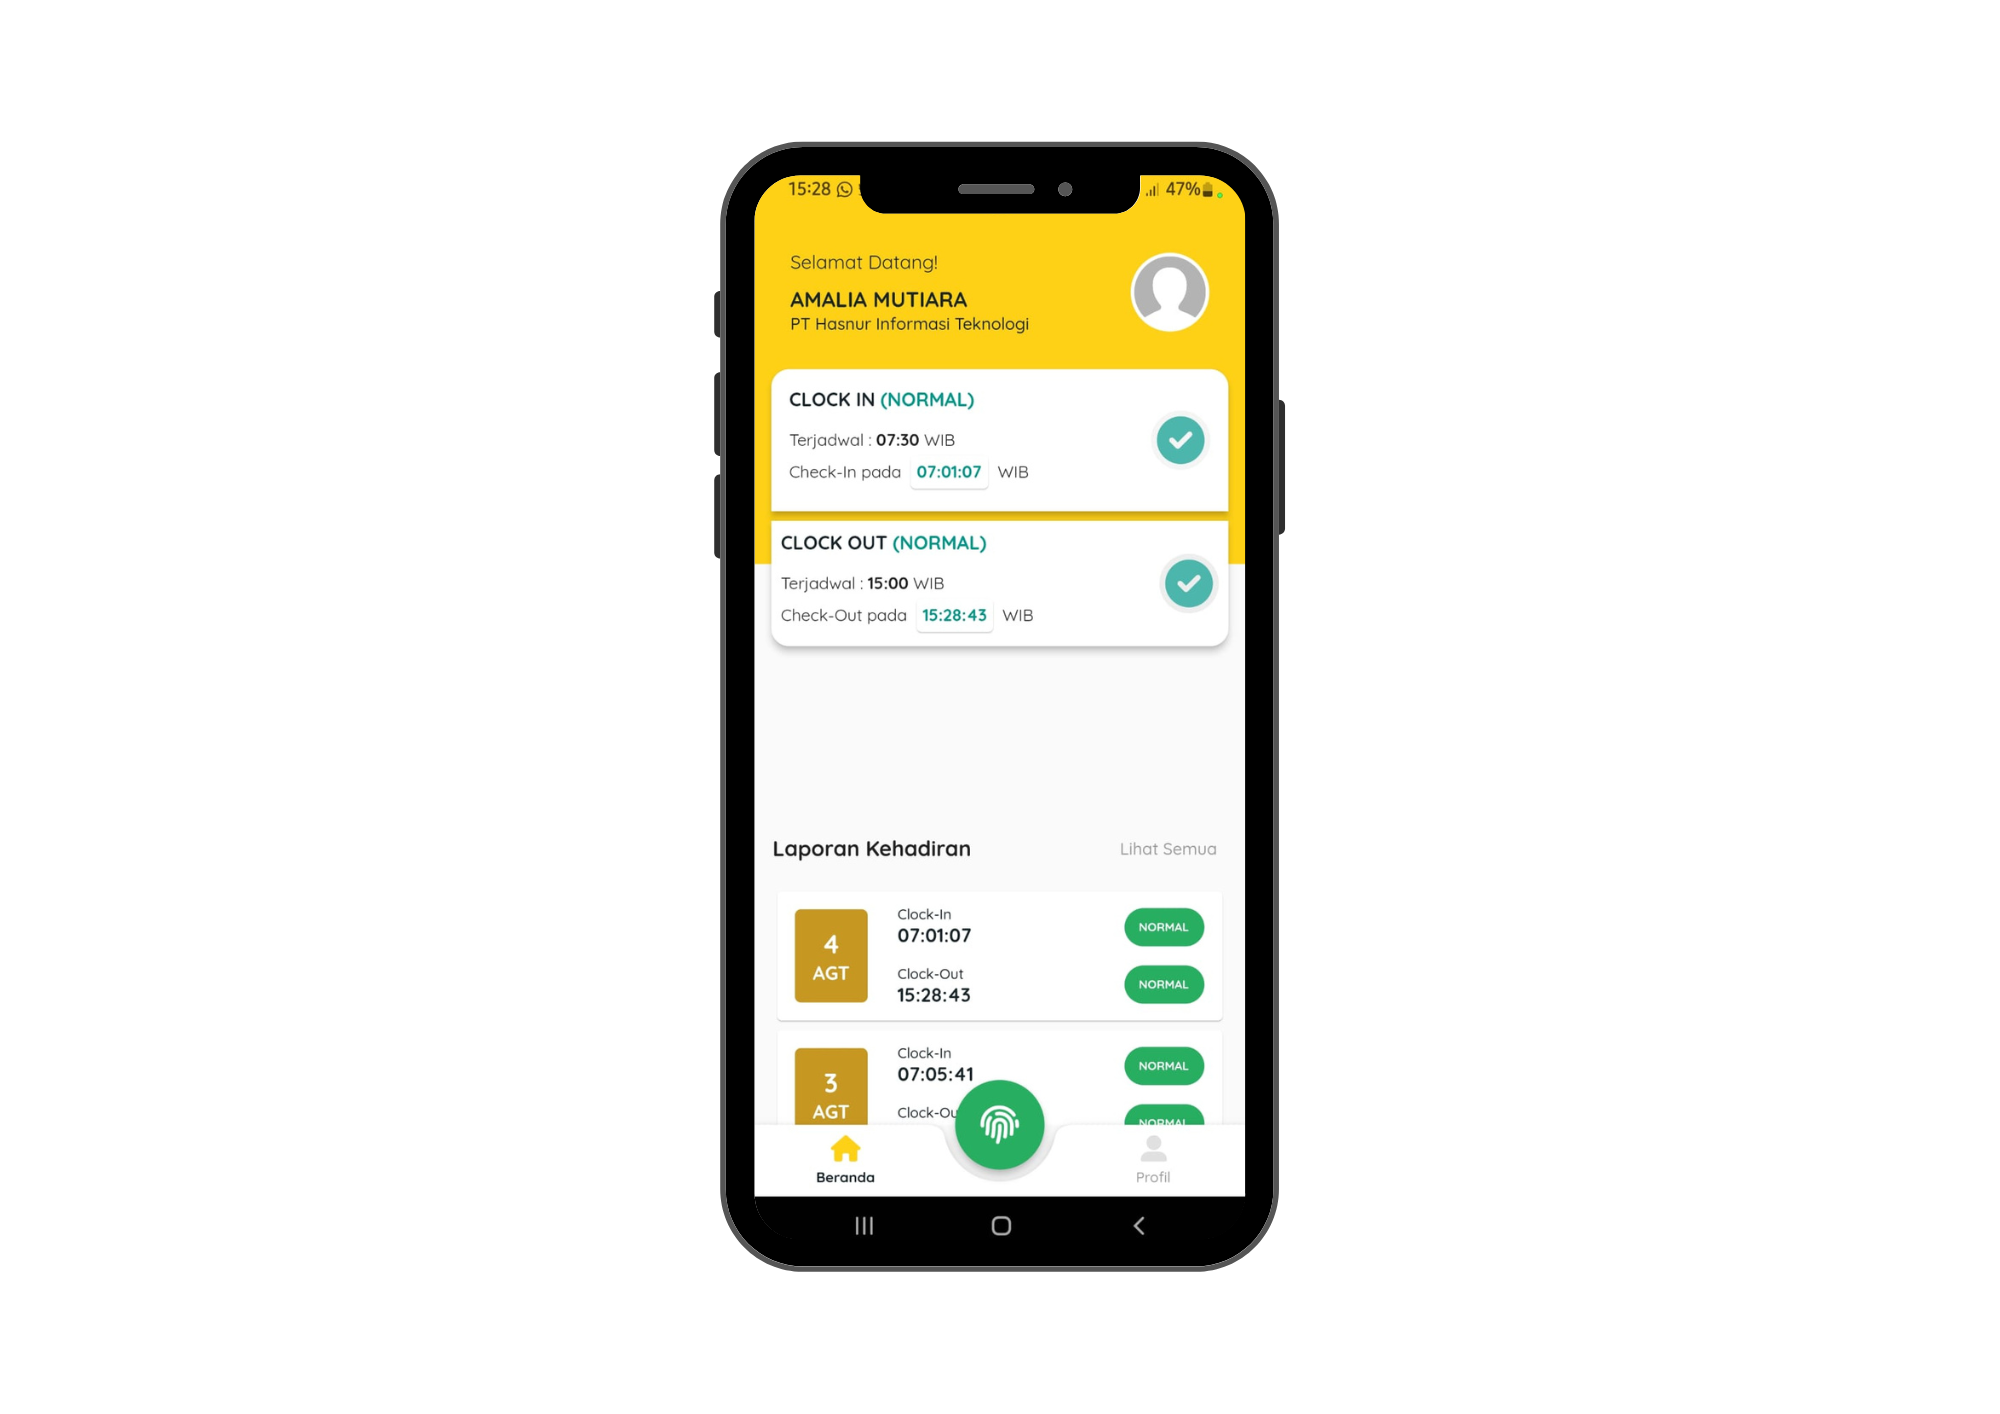 15:28
47%
Selamat Datang!
AMALIA MUTIARA
PT Hasnur Informasi Teknologi
CLOCK IN (NORMAL)
Terjadwal : 07:30 WIB
Check-In pada 07:01:07 WIB
CLOCK OUT (NORMAL)
Terjadwal : 15:00 WIB
Check-Out pada 15:28:43 WIB
Laporan Kehadiran
Lihat Semua
4
AGT
Clock-In
07:01:07
NORMAL
Clock-Out
15:28:43
NORMAL
3
AGT
Clock-In
07:05:41
NORMAL
Clock-Ou
NORMAL
Beranda
Profil